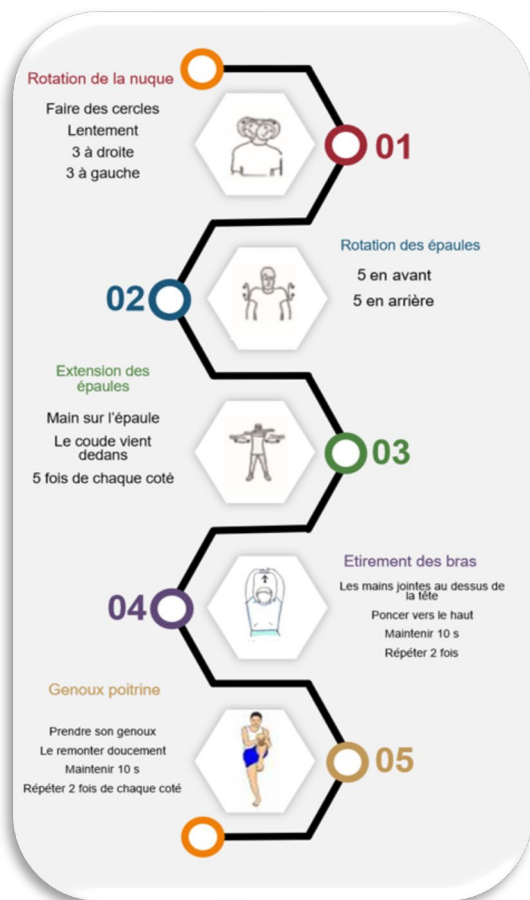 Rotation de la nuque
Faire des cercles
Lentement
3 à droite
3 à gauche
01
Rotation des épaules
5 en avant
5 en arrière
02
Extension des
épaules
Main sur l'épaule
Le coude vient
dedans
5 fois de chaque coté
03
Etirement des bras
Les mains jointes au dessus de
la tête
Poncer vers le haut
Maintenir 10 s
Répéter 2 fois
04
Genoux poitrine
Prendre son genoux
Le remonter doucement
Maintenir 10 s
Répéter 2 fois de chaque coté
05